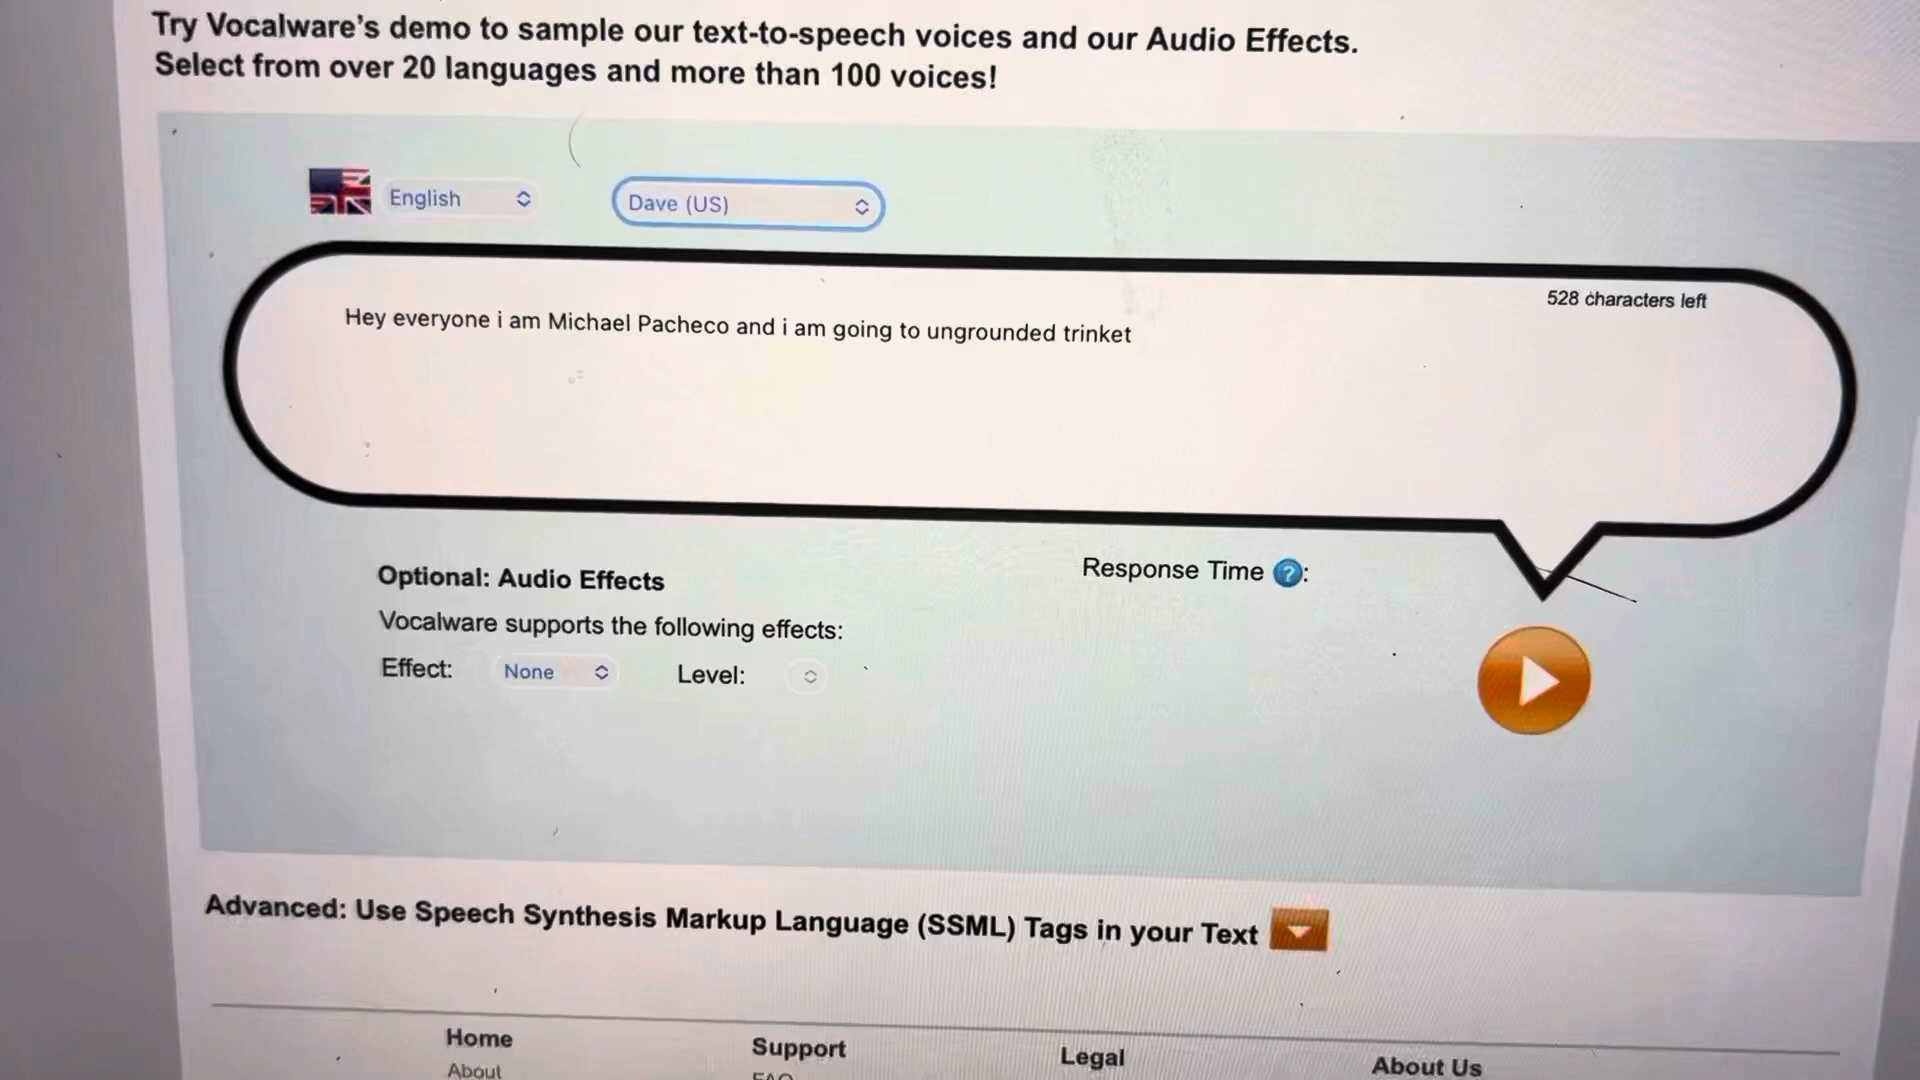 Try Vocalware's demo to sample our text-to-speech voices and our Audio Effects.
Select from over 20 languages and more than 100 voices!
English
Dave (US)
528 characters left
Hey everyone i am Michael Pacheco and i am going to ungrounded trinket
Optional: Audio Effects
Response Time ?:
Vocalware supports the following effects:
Effect: None Level:
Advanced: Use Speech Synthesis Markup Language (SSML) Tags in your Text
Home Support Legal About Us
About FAQ